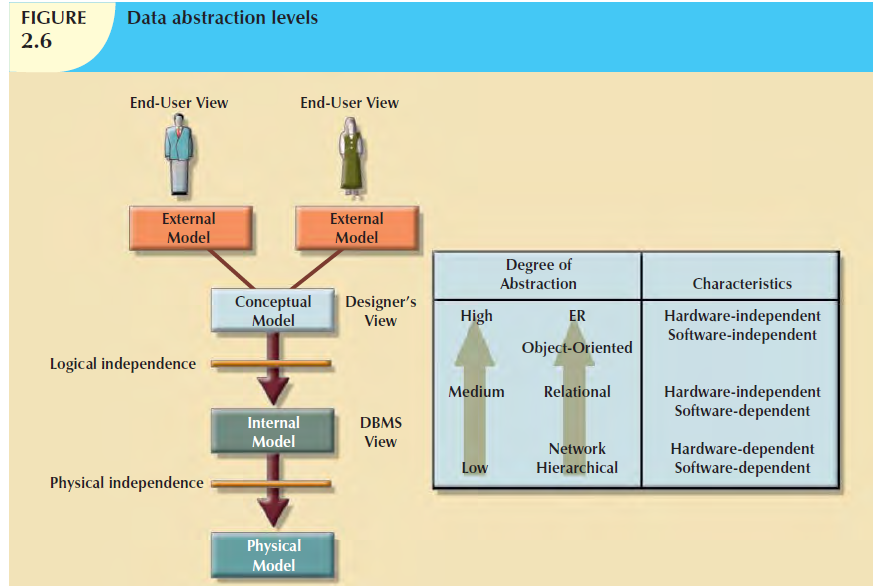 FIGURE
2.6
Data abstraction levels
End-User View
End-User View
External
Model
External
Model
Conceptual
Model
Designer's
View
Logical independence
Internal
Model
DBMS
View
Physical independence
Physical
Model
Degree of
Abstraction
Characteristics
High
ER
Hardware-independent
Software-independent
Object-Oriented
Medium
Relational
Hardware-independent
Software-dependent
Low
Network
Hierarchical
Hardware-dependent
Software-dependent